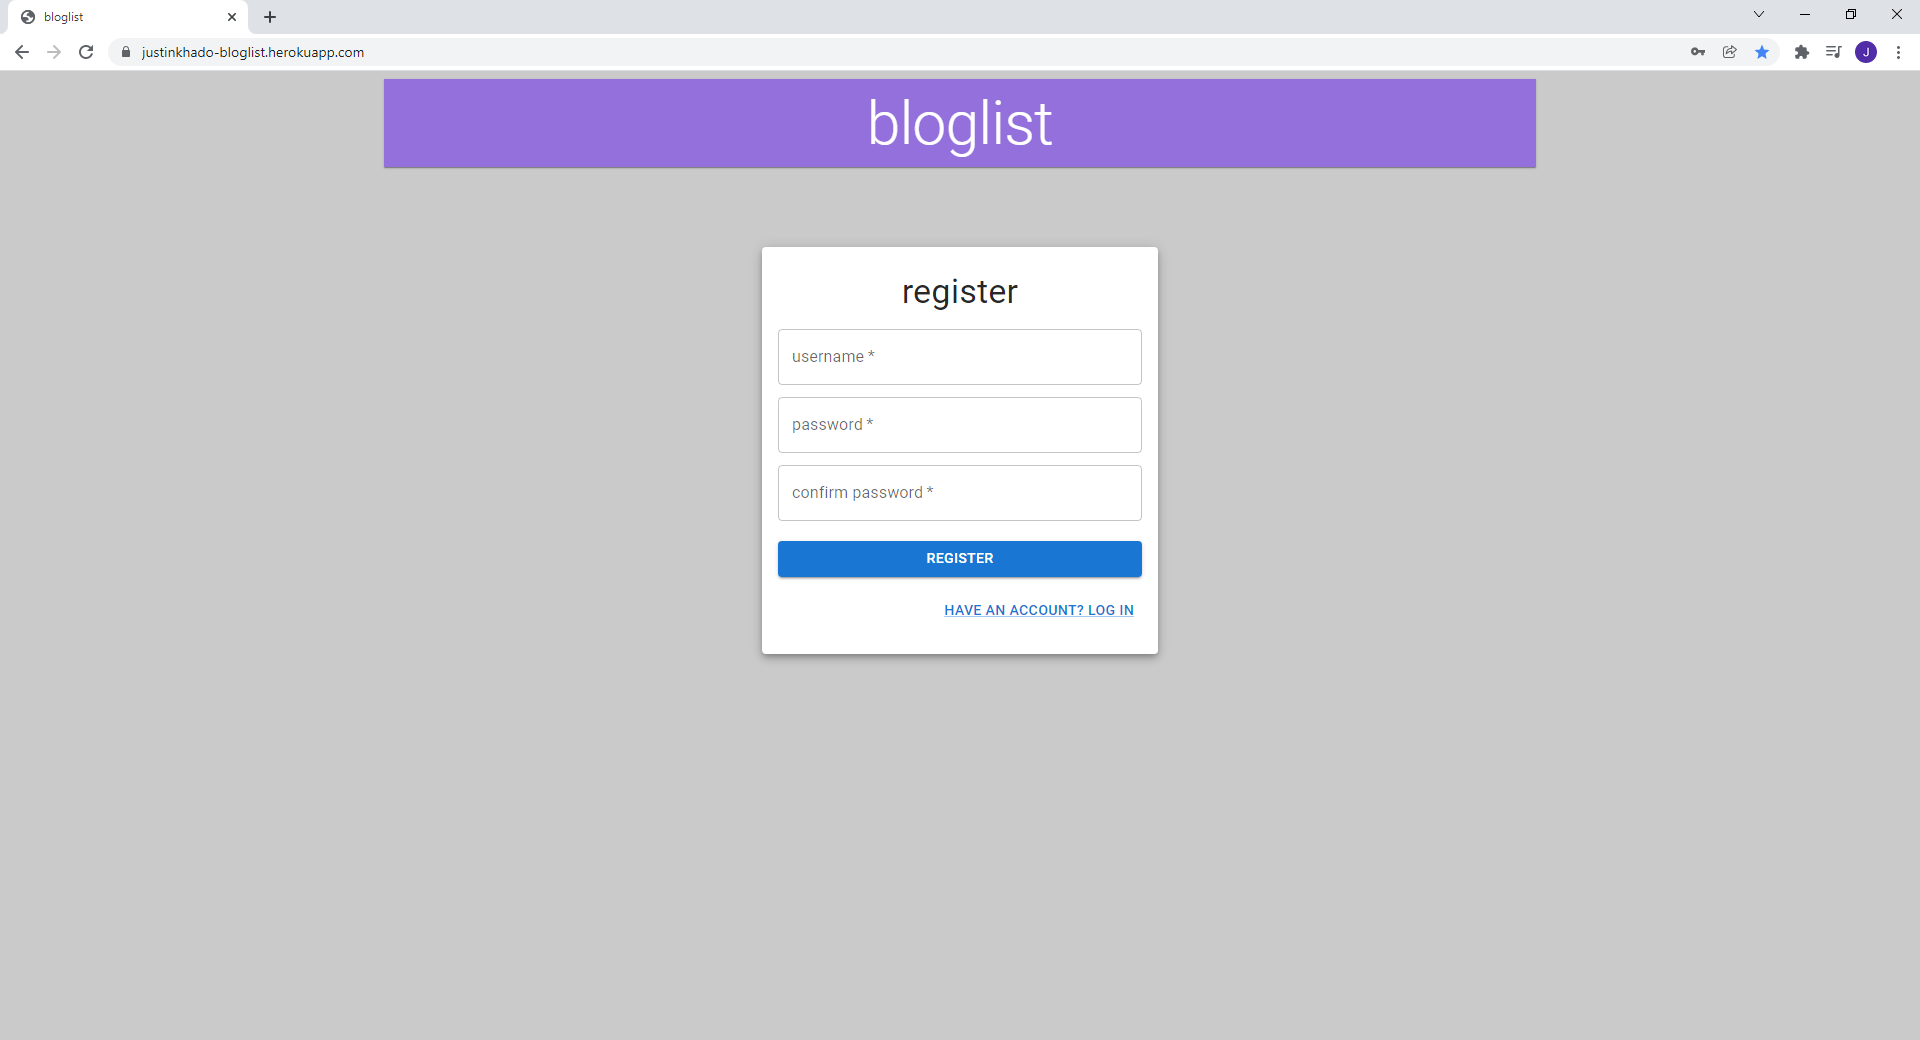 bloglist
justinkhado-bloglist.herokuapp.com
J
bloglist
register
username *
password *
confirm password *
REGISTER
HAVE AN ACCOUNT? LOG IN